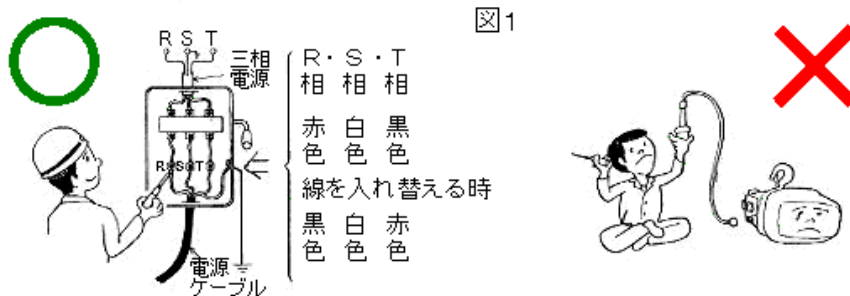 図1
R S T
三相
電源
R・S・T
相 相 相
赤 白 黒
色 色 色
線を入れ替える時
黒 白 赤
色 色 色
R S T
電源
ケーブル